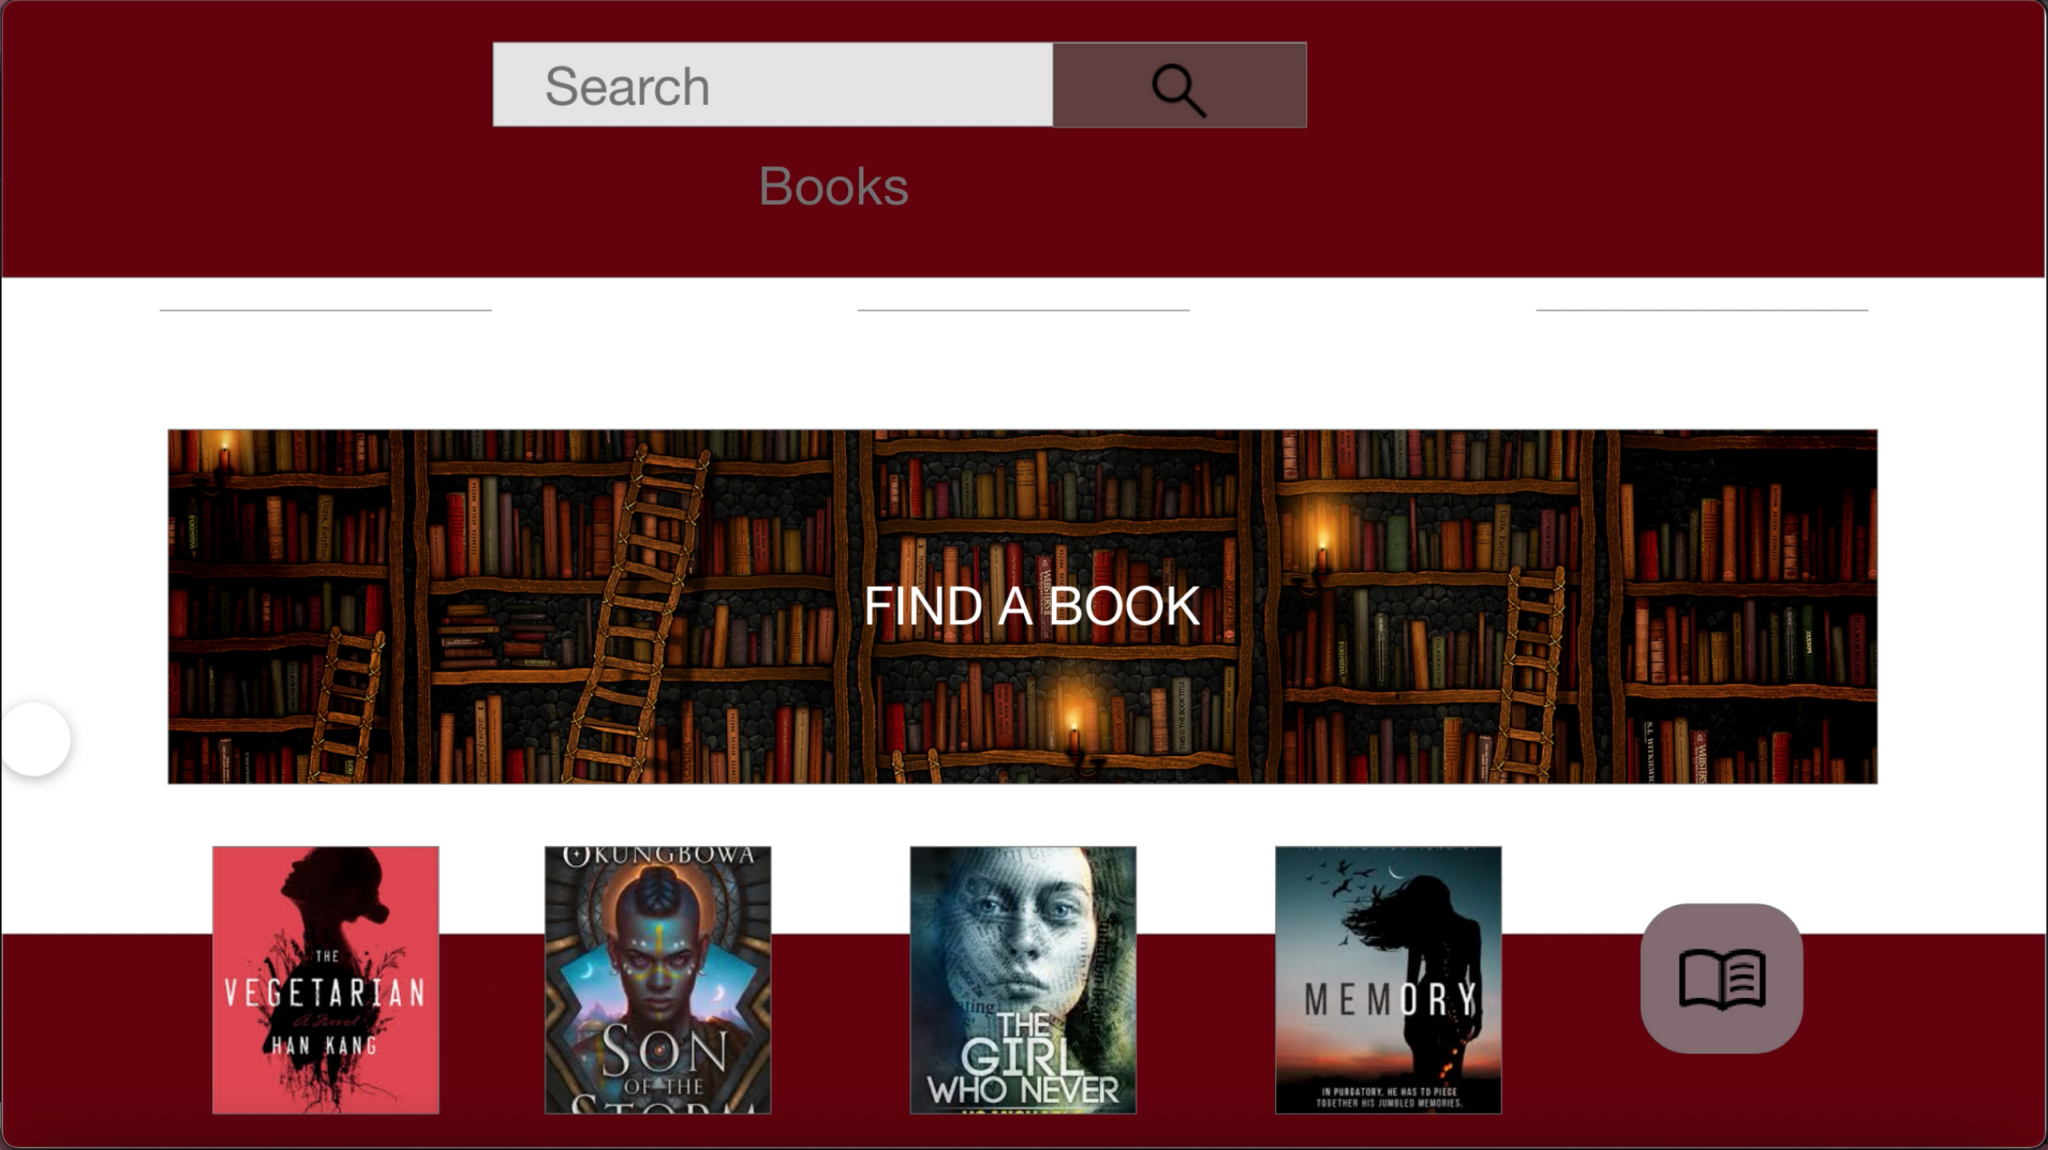 Search
Books
FIND A BOOK
THE
VEGETARIAN
A Novel
HAN KANG
OKUNGBOWA
SON
OF THE
STORM
THE
GIRL
WHO NEVER
MEMORY
IN PURGATORY, HE HAS TO PIECE
TOGETHER HIS JUMBLED MEMORIES.